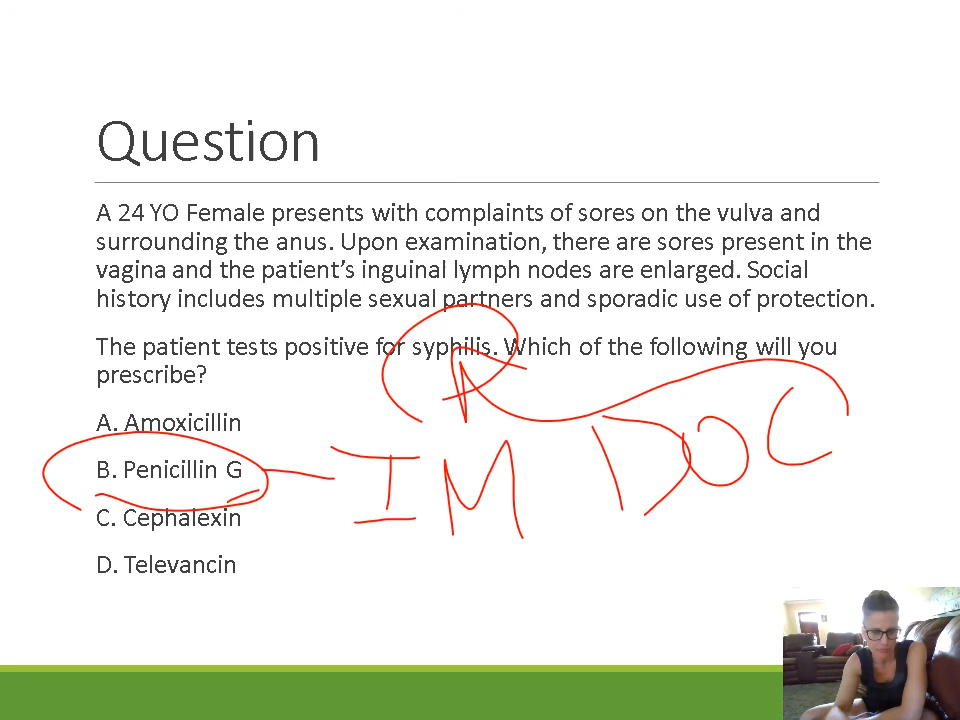 Question
A 24 YO Female presents with complaints of sores on the vulva and
surrounding the anus. Upon examination, there are sores present in the
vagina and the patient's inguinal lymph nodes are enlarged. Social
history includes multiple sexual partners and sporadic use of protection.
The patient tests positive for syphilis. Which of the following will you
prescribe?
A. Amoxicillin
B. Penicillin G
IM DOC
C. Cephalexin
D. Televancin